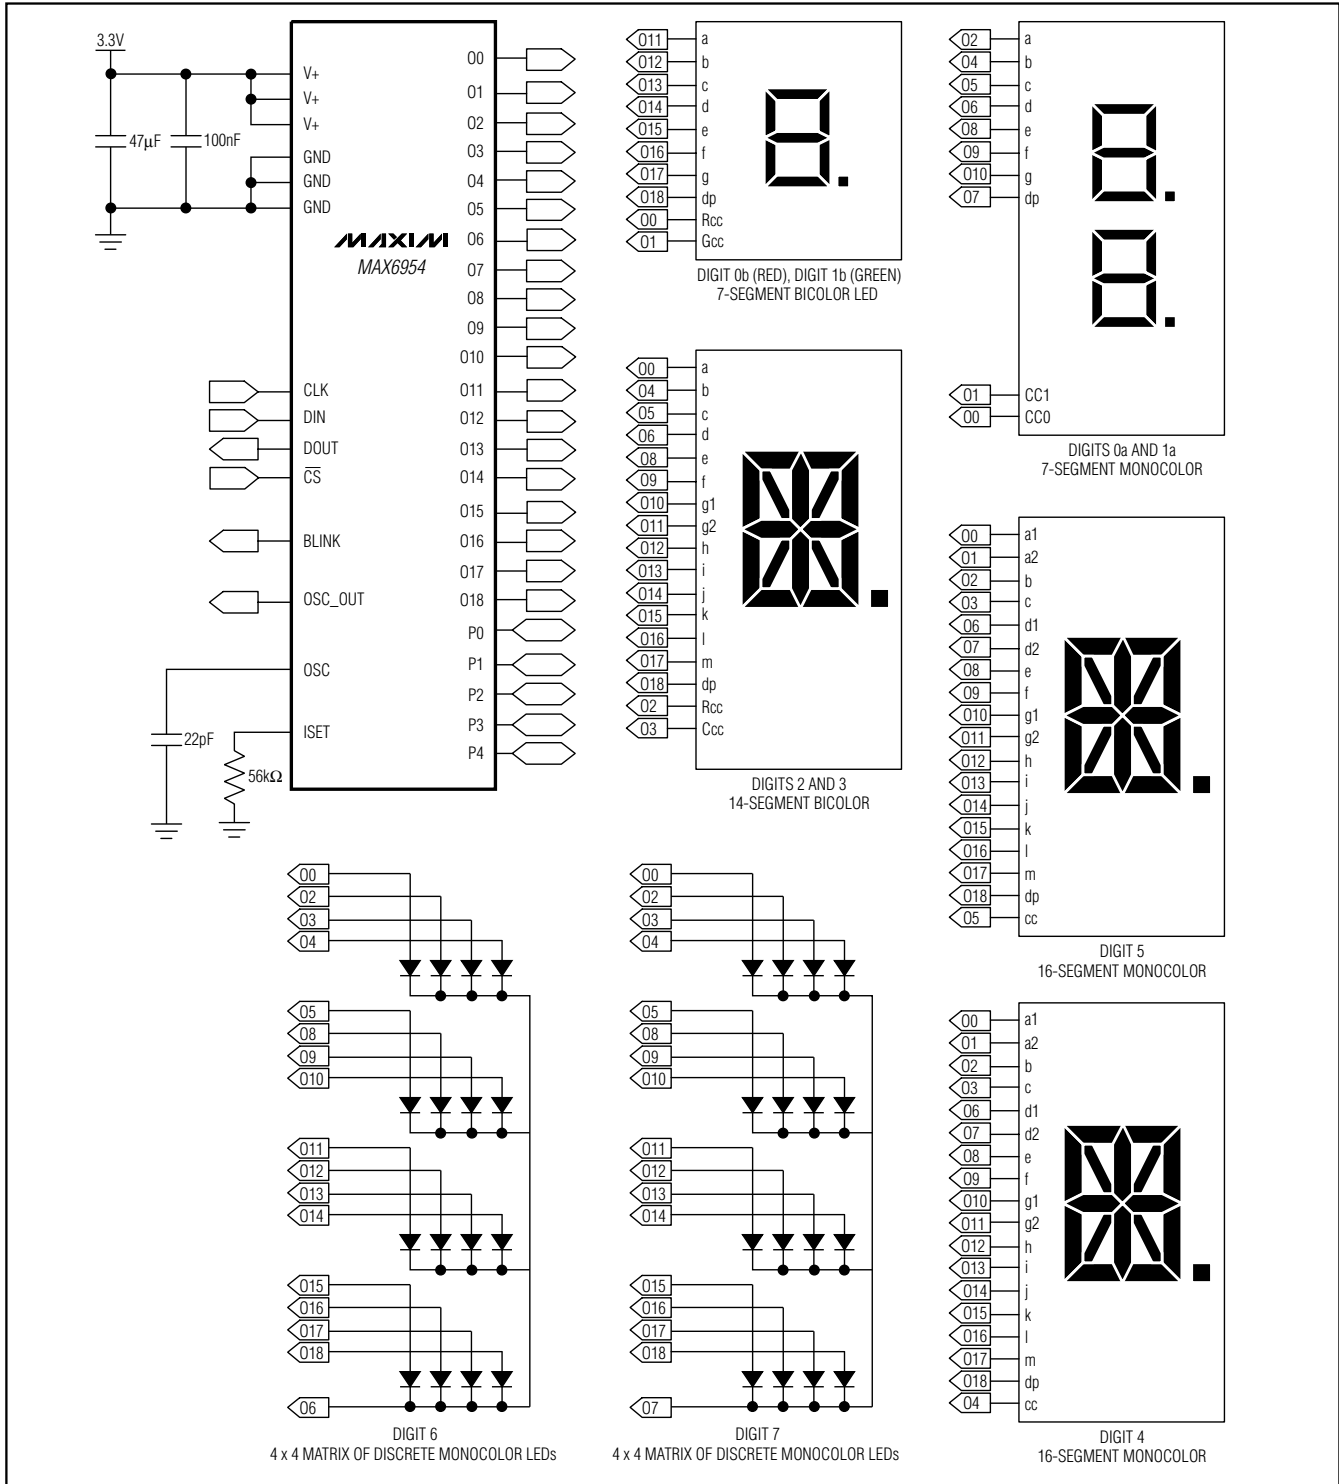 3.3V
47μF
100nF
V+
V+
V+
GND
GND
GND
MAXIM
MAX6954
CLK
DIN
DOUT
CS
BLINK
OSC_OUT
OSC
ISET
22pF
56kΩ
O0
O1
O2
O3
O4
O5
O6
O7
O8
O9
O10
O11
O12
O13
O14
O15
O16
O17
O18
P0
P1
P2
P3
P4
O11 a
O12 b
O13 c
O14 d
O15 e
O16 f
O17 g
O18 dp
O0 Rcc
O1 Gcc
DIGIT 0b (RED), DIGIT 1b (GREEN)
7-SEGMENT BICOLOR LED
O2 a
O4 b
O5 c
O6 d
O8 e
O9 f
O10 g
O7 dp
O1 CC1
O0 CC0
DIGITS 0a AND 1a
7-SEGMENT MONOCOLOR
O0 a
O4 b
O5 c
O6 d
O8 e
O9 f
O10 g1
O11 g2
O12 h
O13 i
O14 j
O15 k
O16 l
O17 m
O18 dp
O2 Rcc
O3 Ccc
DIGITS 2 AND 3
14-SEGMENT BICOLOR
O0 a1
O1 a2
O2 b
O3 c
O6 d1
O7 d2
O8 e
O9 f
O10 g1
O11 g2
O12 h
O13 i
O14 j
O15 k
O16 l
O17 m
O18 dp
O5 cc
DIGIT 5
16-SEGMENT MONOCOLOR
O0
O2
O3
O4
O5
O8
O9
O10
O11
O12
O13
O14
O15
O16
O17
O18
O6
DIGIT 6
4 x 4 MATRIX OF DISCRETE MONOCOLOR LEDs
O0
O2
O3
O4
O5
O8
O9
O10
O11
O12
O13
O14
O15
O16
O17
O18
O7
DIGIT 7
4 x 4 MATRIX OF DISCRETE MONOCOLOR LEDs
O0 a1
O1 a2
O2 b
O3 c
O6 d1
O7 d2
O8 e
O9 f
O10 g1
O11 g2
O12 h
O13 i
O14 j
O15 k
O16 l
O17 m
O18 dp
O4 cc
DIGIT 4
16-SEGMENT MONOCOLOR